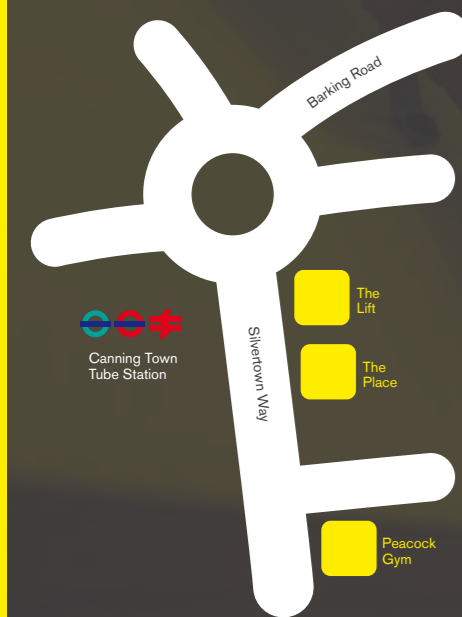 Barking Road
The
Lift
Silvertown Way
Canning Town
Tube Station
The
Place
Peacock
Gym